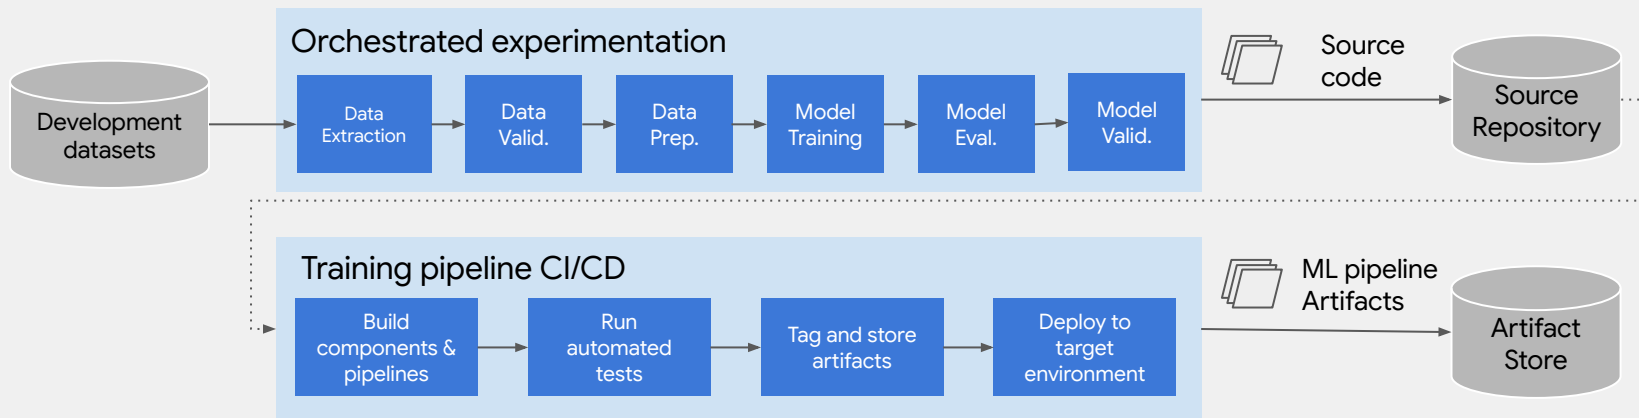 Orchestrated experimentation
Development
datasets
Data
Extraction
Data
Valid.
Data
Prep.
Model
Training
Model
Eval.
Model
Valid.
Source
code
Source
Repository
Training pipeline CI/CD
Build
components &
pipelines
Run
automated
tests
Tag and store
artifacts
Deploy to
target
environment
ML pipeline
Artifacts
Artifact
Store